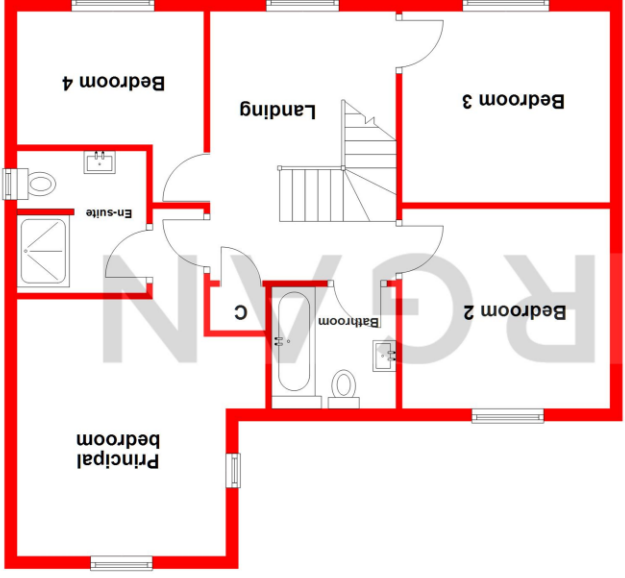 Principal
bedroom
Bathroom
Bedroom 2
C
En-suite
Landing
Bedroom 3
Bedroom 4
RGAN